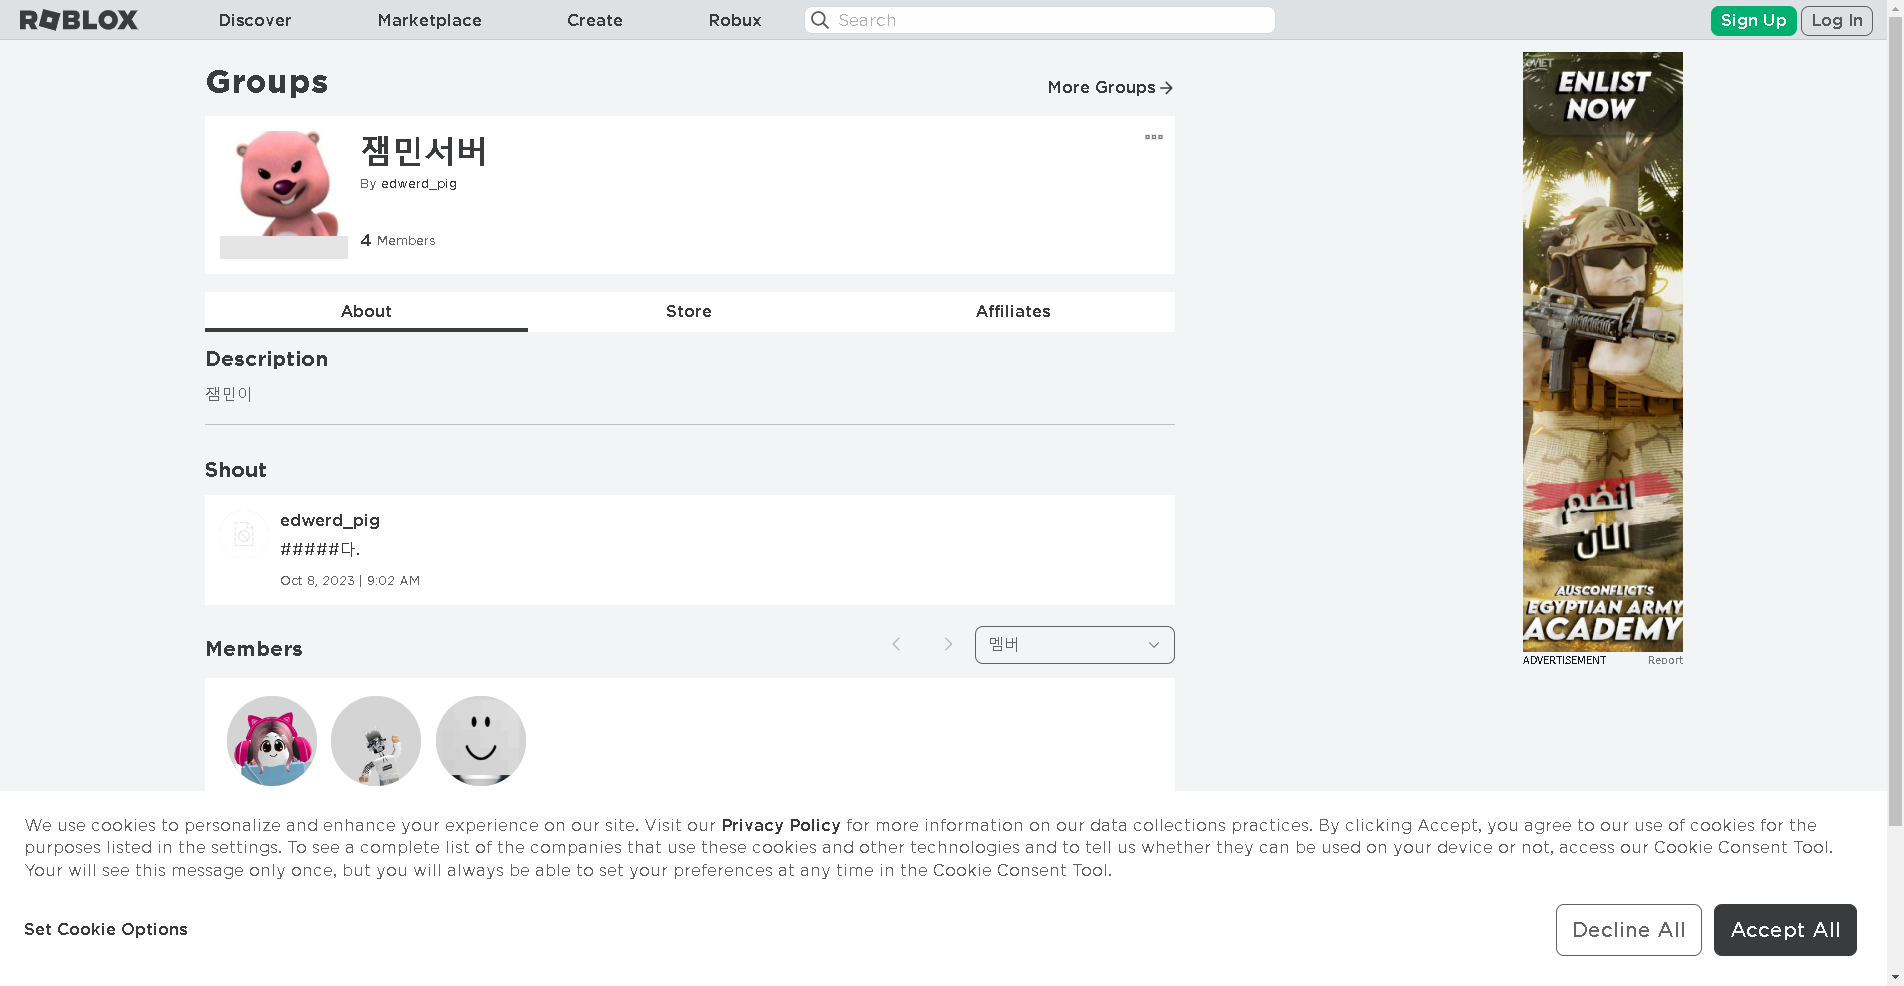 ROBLOX
Discover
Marketplace
Create
Robux
Search
Sign Up
Log In
Groups
More Groups
잼민서버
By edwerd_pig
4 Members
About
Store
Affiliates
Description
잼민이
Shout
edwerd_pig
#####다.
Oct 8, 2023 | 9:02 AM
Members
멤버
OVIET
ENLIST
NOW
انضم
الآن
AUSCONFLICT'S
EGYPTIAN ARMY
ACADEMY
ADVERTISEMENT
Report
We use cookies to personalize and enhance your experience on our site. Visit our Privacy Policy for more information on our data collections practices. By clicking Accept, you agree to our use of cookies for the
purposes listed in the settings. To see a complete list of the companies that use these cookies and other technologies and to tell us whether they can be used on your device or not, access our Cookie Consent Tool.
Your will see this message only once, but you will always be able to set your preferences at any time in the Cookie Consent Tool.
Set Cookie Options
Decline All
Accept All